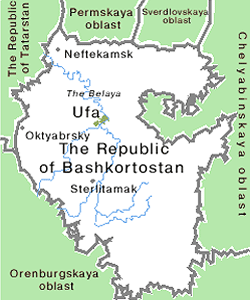 Permskaya
oblast
Sverdlovskaya
oblast
The Republic
of Tatarstan
Neftekamsk
Chelyabinskaya oblast
The Belaya
Ufa
Oktyabrsky
The Republic
of Bashkortostan
Sterlitamak
Orenburgskaya
oblast